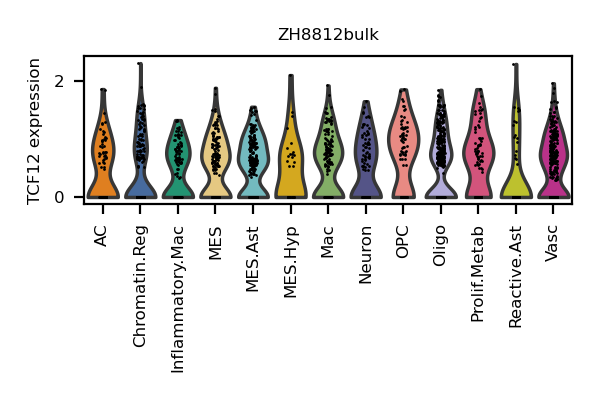 ZH8812bulk
TCF12 expression
2
0
AC
Chromatin.Reg
Inflammatory.Mac
MES
MES.Ast
MES.Hyp
Mac
Neuron
OPC
Oligo
Prolif.Metab
Reactive.Ast
Vasc